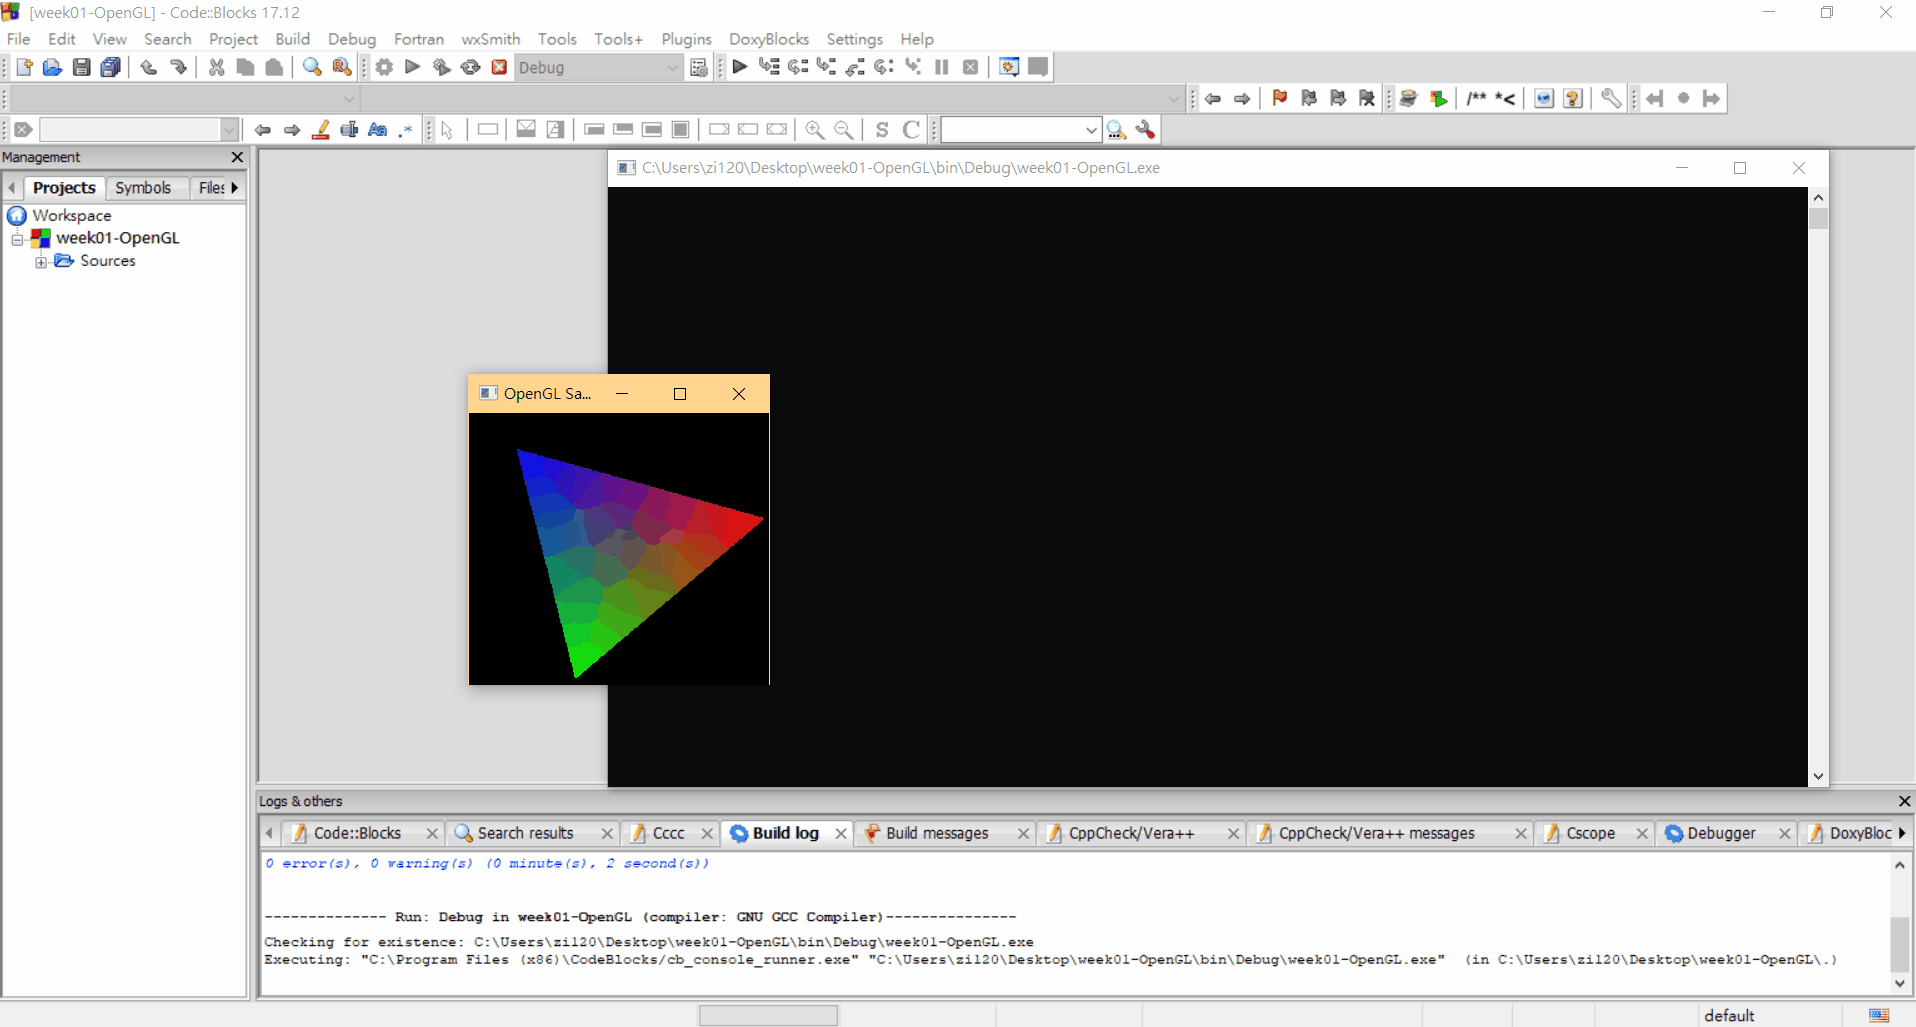 [week01-OpenGL] - Code::Blocks 17.12
File Edit View Search Project Build Debug Fortran wxSmith Tools Tools+ Plugins DoxyBlocks Settings Help
Debug
/** *<
Aa .*
S C
Management
Projects Symbols Files
Workspace
week01-OpenGL
Sources
C:\Users\zi120\Desktop\week01-OpenGL\bin\Debug\week01-OpenGL.exe
OpenGL Sa...
Logs & others
Code::Blocks Search results Cccc Build log Build messages CppCheck/Vera++ CppCheck/Vera++ messages Cscope Debugger DoxyBloc
0 error(s), 0 warning(s) (0 minute(s), 2 second(s))
-------------- Run: Debug in week01-OpenGL (compiler: GNU GCC Compiler)---------------
Checking for existence: C:\Users\zi120\Desktop\week01-OpenGL\bin\Debug\week01-OpenGL.exe
Executing: "C:\Program Files (x86)\CodeBlocks/cb_console_runner.exe" "C:\Users\zi120\Desktop\week01-OpenGL\bin\Debug\week01-OpenGL.exe"  (in C:\Users\zi120\Desktop\week01-OpenGL\.)
default